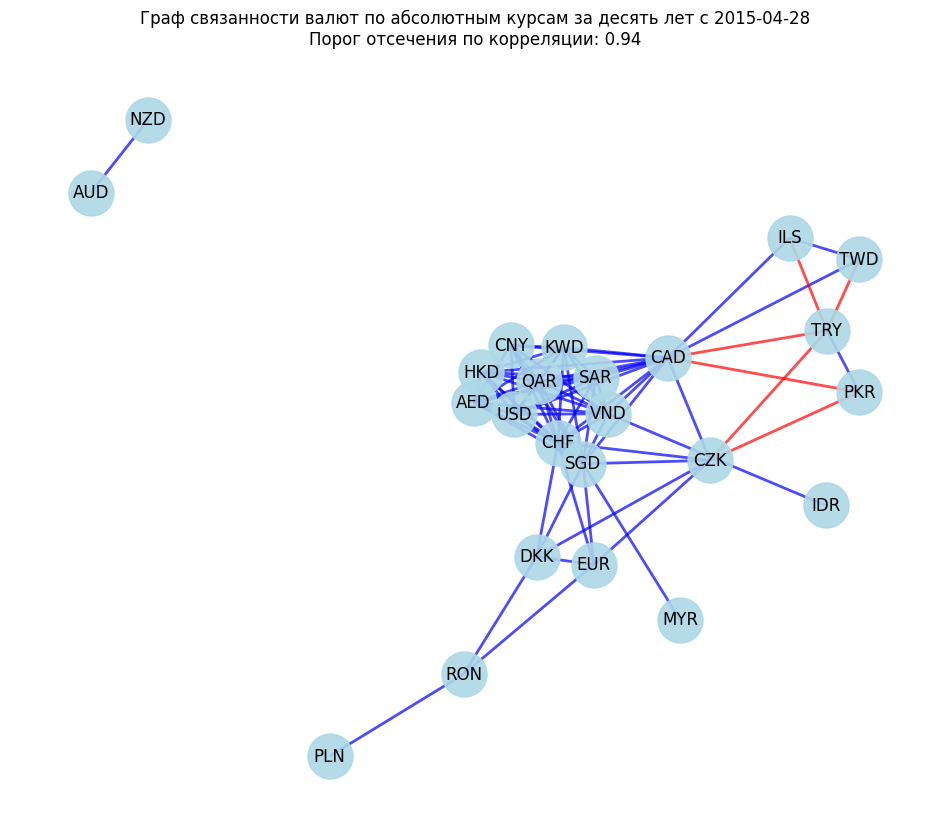 Граф связанности валют по абсолютным курсам за десять лет с 2015-04-28
Порог отсечения по корреляции: 0.94
NZD
AUD
ILS
TWD
TRY
CNY
KWD
CAD
HKD
QAR
SAR
PKR
AED
USD
VND
CHF
SGD
CZK
IDR
DKK
EUR
MYR
RON
PLN